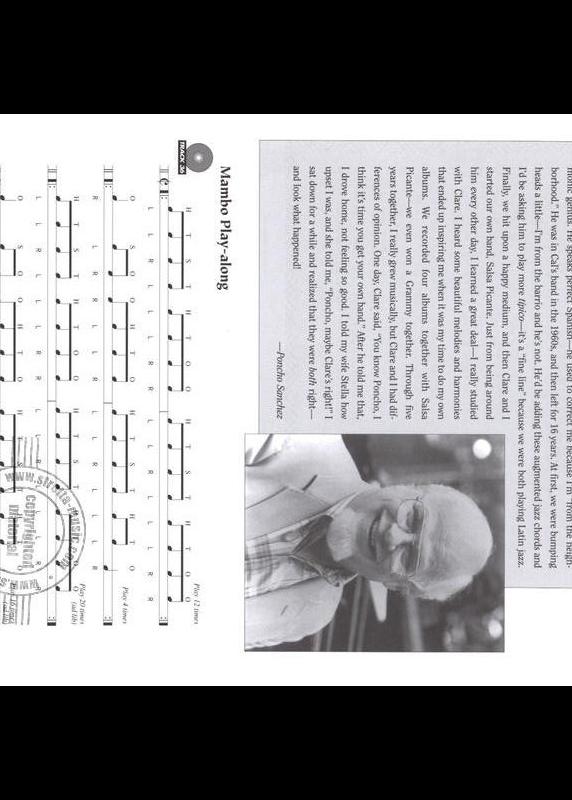 monic genius. He speaks perfect Spanish—he used to correct me because I'm "from the neigh-
borhood." He was in Cal's band in the 1960s, and then left for 16 years. At first, we were bumping
heads a little—I'm from the barrio and he's not. He'd be adding these augmented jazz chords and
I'd be asking him to play more tipico—it's a "fine line" because we were both playing Latin jazz.
Finally, we hit upon a happy medium, and then Clare and I
started our own band, Salsa Picante. Just from being around
him every other day, I learned a great deal—I really studied
with Clare. I heard some beautiful melodies and harmonies
that ended up inspiring me when it was my time to do my own
albums. We recorded four albums together with Salsa
Picante—we even won a Grammy together. Through five
years together, I really grew musically, but Clare and I had dif-
ferences of opinion. One day, Clare said, "You know Poncho, I
think it's time you get your own band." After he told me that,
I drove home, not feeling so good. I told my wife Stella how
upset I was, and she told me, "Poncho, maybe Clare's right!" I
sat down for a while and realized that they were both right—
and look what happened!
—Poncho Sanchez
Mambo Play-along
TRACK 36
Play 12 times
H T S T H T O O
L L R L L L R R
Play 4 times
O S O H T O
R R L R L R R
Play 20 times
(ad lib)
H T S T H T O O
L L R L L L R R
www.stretta-music.com
copyrighted
material